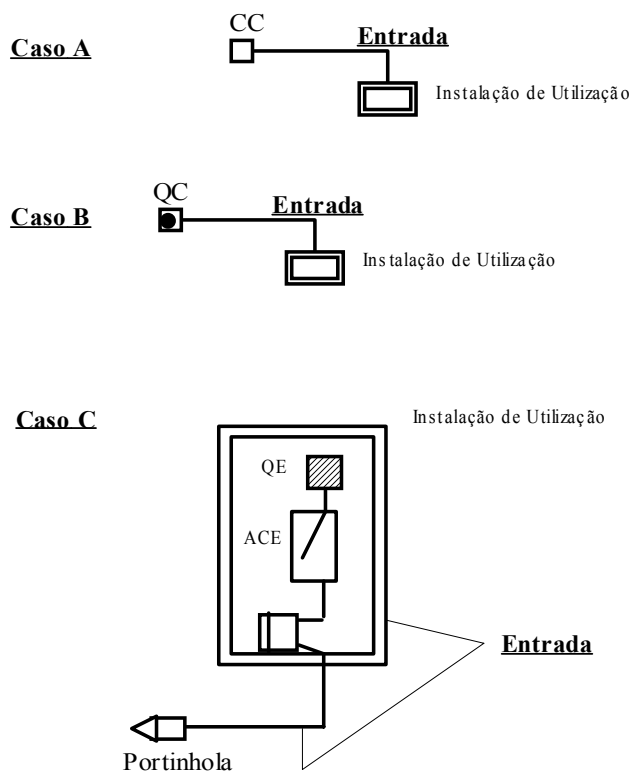 Caso A
CC
Entrada
Instalação de Utilização
Caso B
QC
Entrada
Instalação de Utilização
Caso C
Instalação de Utilização
QE
ACE
Entrada
Portinhola